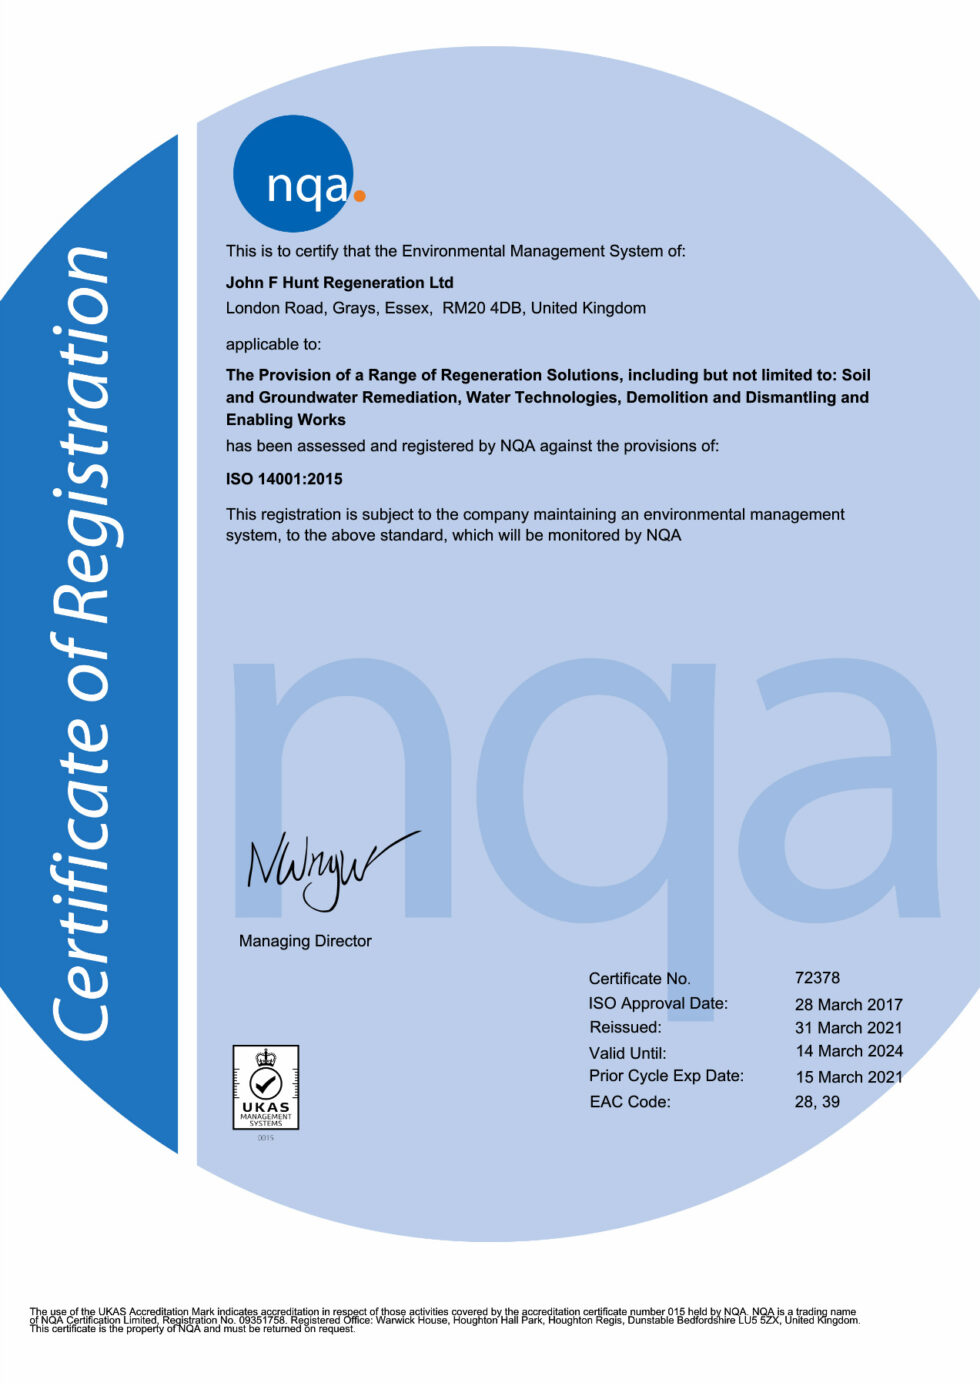 Certificate of Registration
nqa.
This is to certify that the Environmental Management System of:
John F Hunt Regeneration Ltd
London Road, Grays, Essex, RM20 4DB, United Kingdom
applicable to:
The Provision of a Range of Regeneration Solutions, including but not limited to: Soil
and Groundwater Remediation, Water Technologies, Demolition and Dismantling and
Enabling Works
has been assessed and registered by NQA against the provisions of:
ISO 14001:2015
This registration is subject to the company maintaining an environmental management
system, to the above standard, which will be monitored by NQA
nqa
Managing Director
Certificate No. 72378
ISO Approval Date: 28 March 2017
Reissued: 31 March 2021
Valid Until: 14 March 2024
Prior Cycle Exp Date: 15 March 2021
EAC Code: 28, 39
UKAS
MANAGEMENT
SYSTEMS
0015
The use of the UKAS Accreditation Mark indicates accreditation in respect of those activities covered by the accreditation certificate number 015 held by NQA. NQA is a trading name
of NQA Certification Limited, Registration No. 09351758. Registered Office: Warwick House, Houghton Hall Park, Houghton Regis, Dunstable Bedfordshire LU5 5ZX, United Kingdom.
This certificate is the property of NQA and must be returned on request.